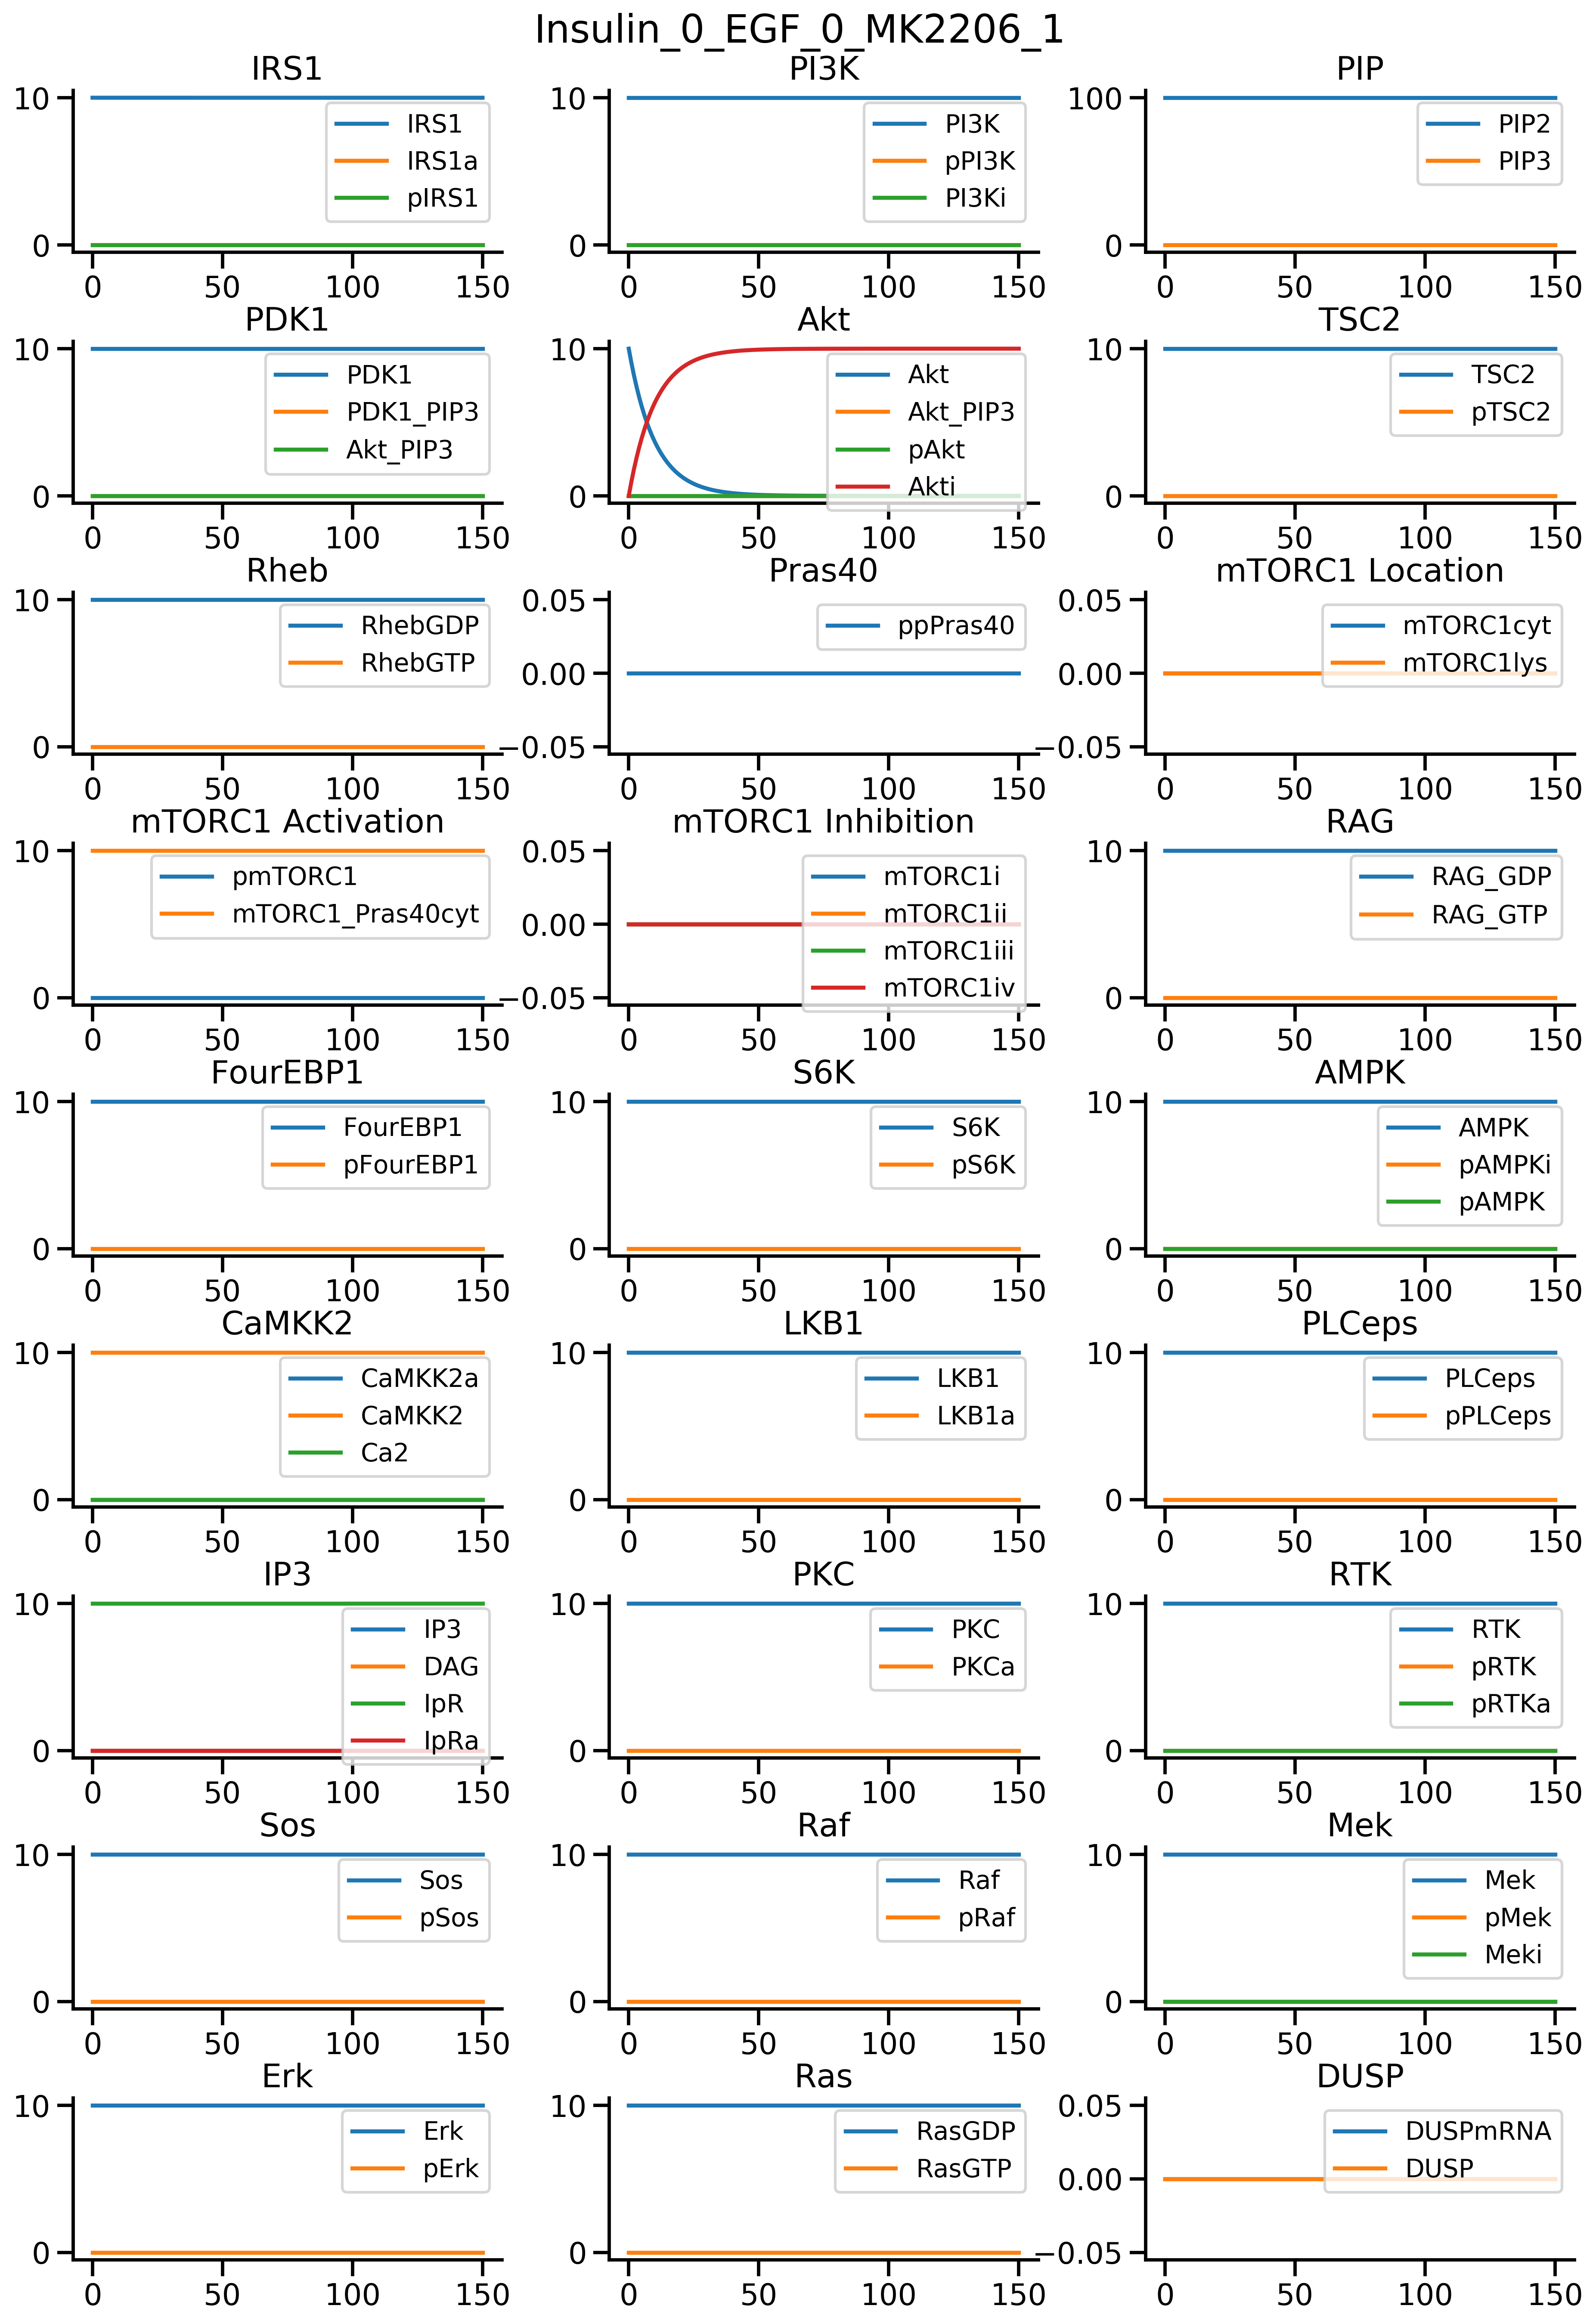 Insulin_0_EGF_0_MK2206_1
IRS1
10
0
0 50 100 150
IRS1
IRS1a
pIRS1
PI3K
10
0
0 50 100 150
PI3K
pPI3K
PI3Ki
PIP
100
0
0 50 100 150
PIP2
PIP3
PDK1
10
0
0 50 100 150
PDK1
PDK1_PIP3
Akt_PIP3
Akt
10
0
0 50 100 150
Akt
Akt_PIP3
pAkt
Akti
TSC2
10
0
0 50 100 150
TSC2
pTSC2
Rheb
10
0
0 50 100 150
RhebGDP
RhebGTP
Pras40
0.05
0.00
−0.05
0 50 100 150
ppPras40
mTORC1 Location
0.05
0.00
−0.05
0 50 100 150
mTORC1cyt
mTORC1lys
mTORC1 Activation
10
0
0 50 100 150
pmTORC1
mTORC1_Pras40cyt
mTORC1 Inhibition
0.05
0.00
−0.05
0 50 100 150
mTORC1i
mTORC1ii
mTORC1iii
mTORC1iv
RAG
10
0
0 50 100 150
RAG_GDP
RAG_GTP
FourEBP1
10
0
0 50 100 150
FourEBP1
pFourEBP1
S6K
10
0
0 50 100 150
S6K
pS6K
AMPK
10
0
0 50 100 150
AMPK
pAMPKi
pAMPK
CaMKK2
10
0
0 50 100 150
CaMKK2a
CaMKK2
Ca2
LKB1
10
0
0 50 100 150
LKB1
LKB1a
PLCeps
10
0
0 50 100 150
PLCeps
pPLCeps
IP3
10
0
0 50 100 150
IP3
DAG
IpR
IpRa
PKC
10
0
0 50 100 150
PKC
PKCa
RTK
10
0
0 50 100 150
RTK
pRTK
pRTKa
Sos
10
0
0 50 100 150
Sos
pSos
Raf
10
0
0 50 100 150
Raf
pRaf
Mek
10
0
0 50 100 150
Mek
pMek
Meki
Erk
10
0
0 50 100 150
Erk
pErk
Ras
10
0
0 50 100 150
RasGDP
RasGTP
DUSP
0.05
0.00
−0.05
0 50 100 150
DUSPmRNA
DUSP